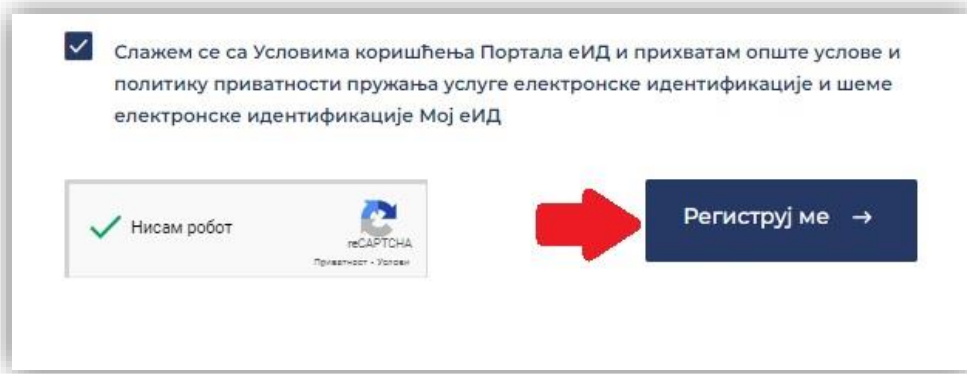 Слажем се са Условима коришћења Портала еИД и прихватам опште услове и
политику приватности пружања услуге електронске идентификације и шеме
електронске идентификације Мој еИД
Нисам робот
reCAPTCHA
Приватност - Услови
Региструј ме →